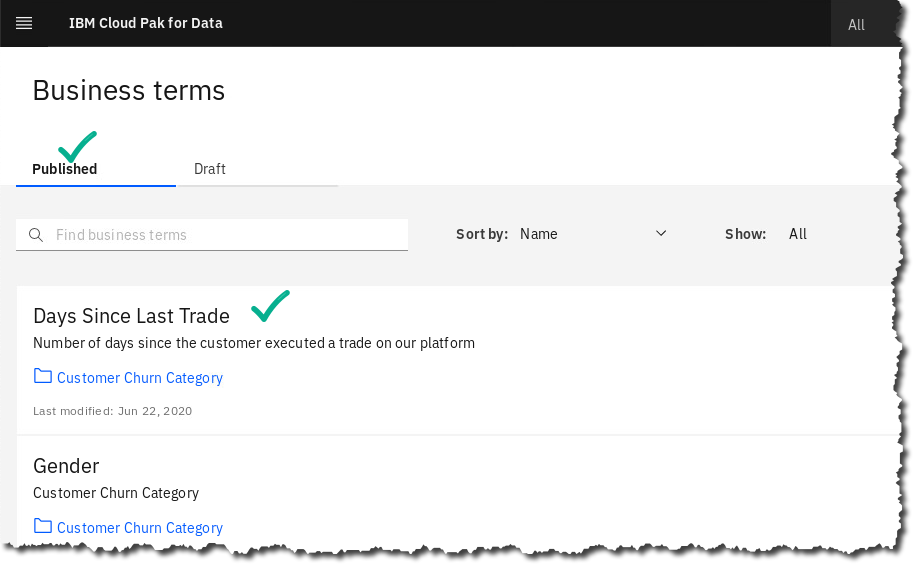 IBM Cloud Pak for Data
All
Business terms
Published
Draft
Find business terms
Sort by: Name
Show: All
Days Since Last Trade
Number of days since the customer executed a trade on our platform
Customer Churn Category
Last modified: Jun 22, 2020
Gender
Customer Churn Category
Customer Churn Category